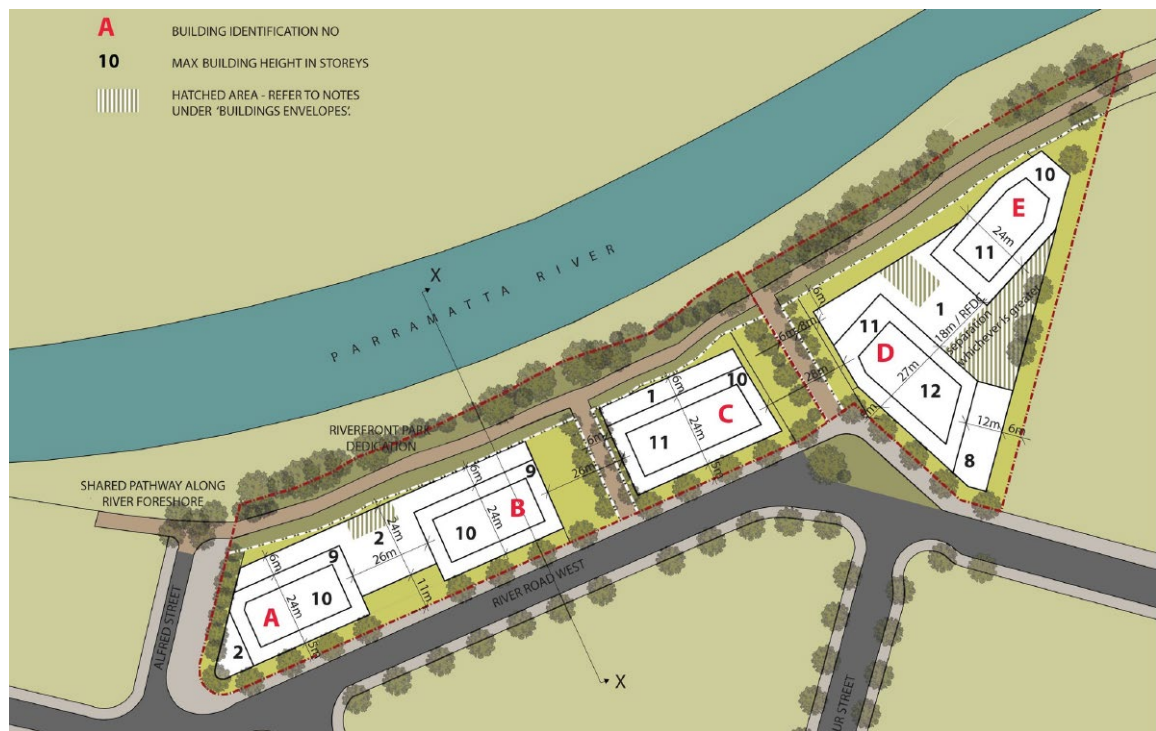 A BUILDING IDENTIFICATION NO
10 MAX BUILDING HEIGHT IN STOREYS
HATCHED AREA - REFER TO NOTES
UNDER 'BUILDINGS ENVELOPES'.
PARRAMATTA RIVER
X
RIVERFRONT PARK
DEDICATION
SHARED PATHWAY ALONG
RIVER FORESHORE
ALFRED STREET
RIVER ROAD WEST
UR STREET
X
A
2
9
10
6m
24m
5m
2
26m
24m
11m
B
9
10
6m
24m
26m
6m
C
1
10
11
6m
24m
5m
6m
D
11
12
27m
8
12m
6m
1
18m / RFDC
separation
whichever is greater
E
10
11
24m